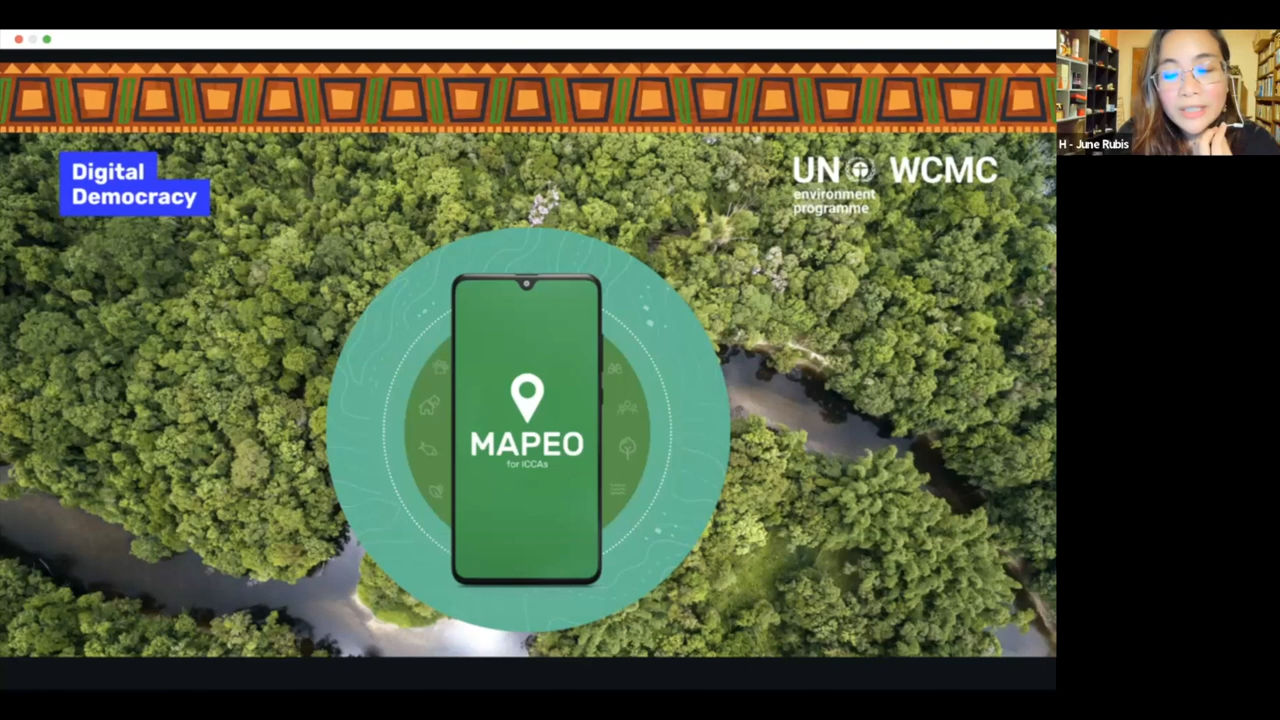 Digital
Democracy
UN WCMC
environment
programme
MAPEO
for ICCAs
H - June Rubis